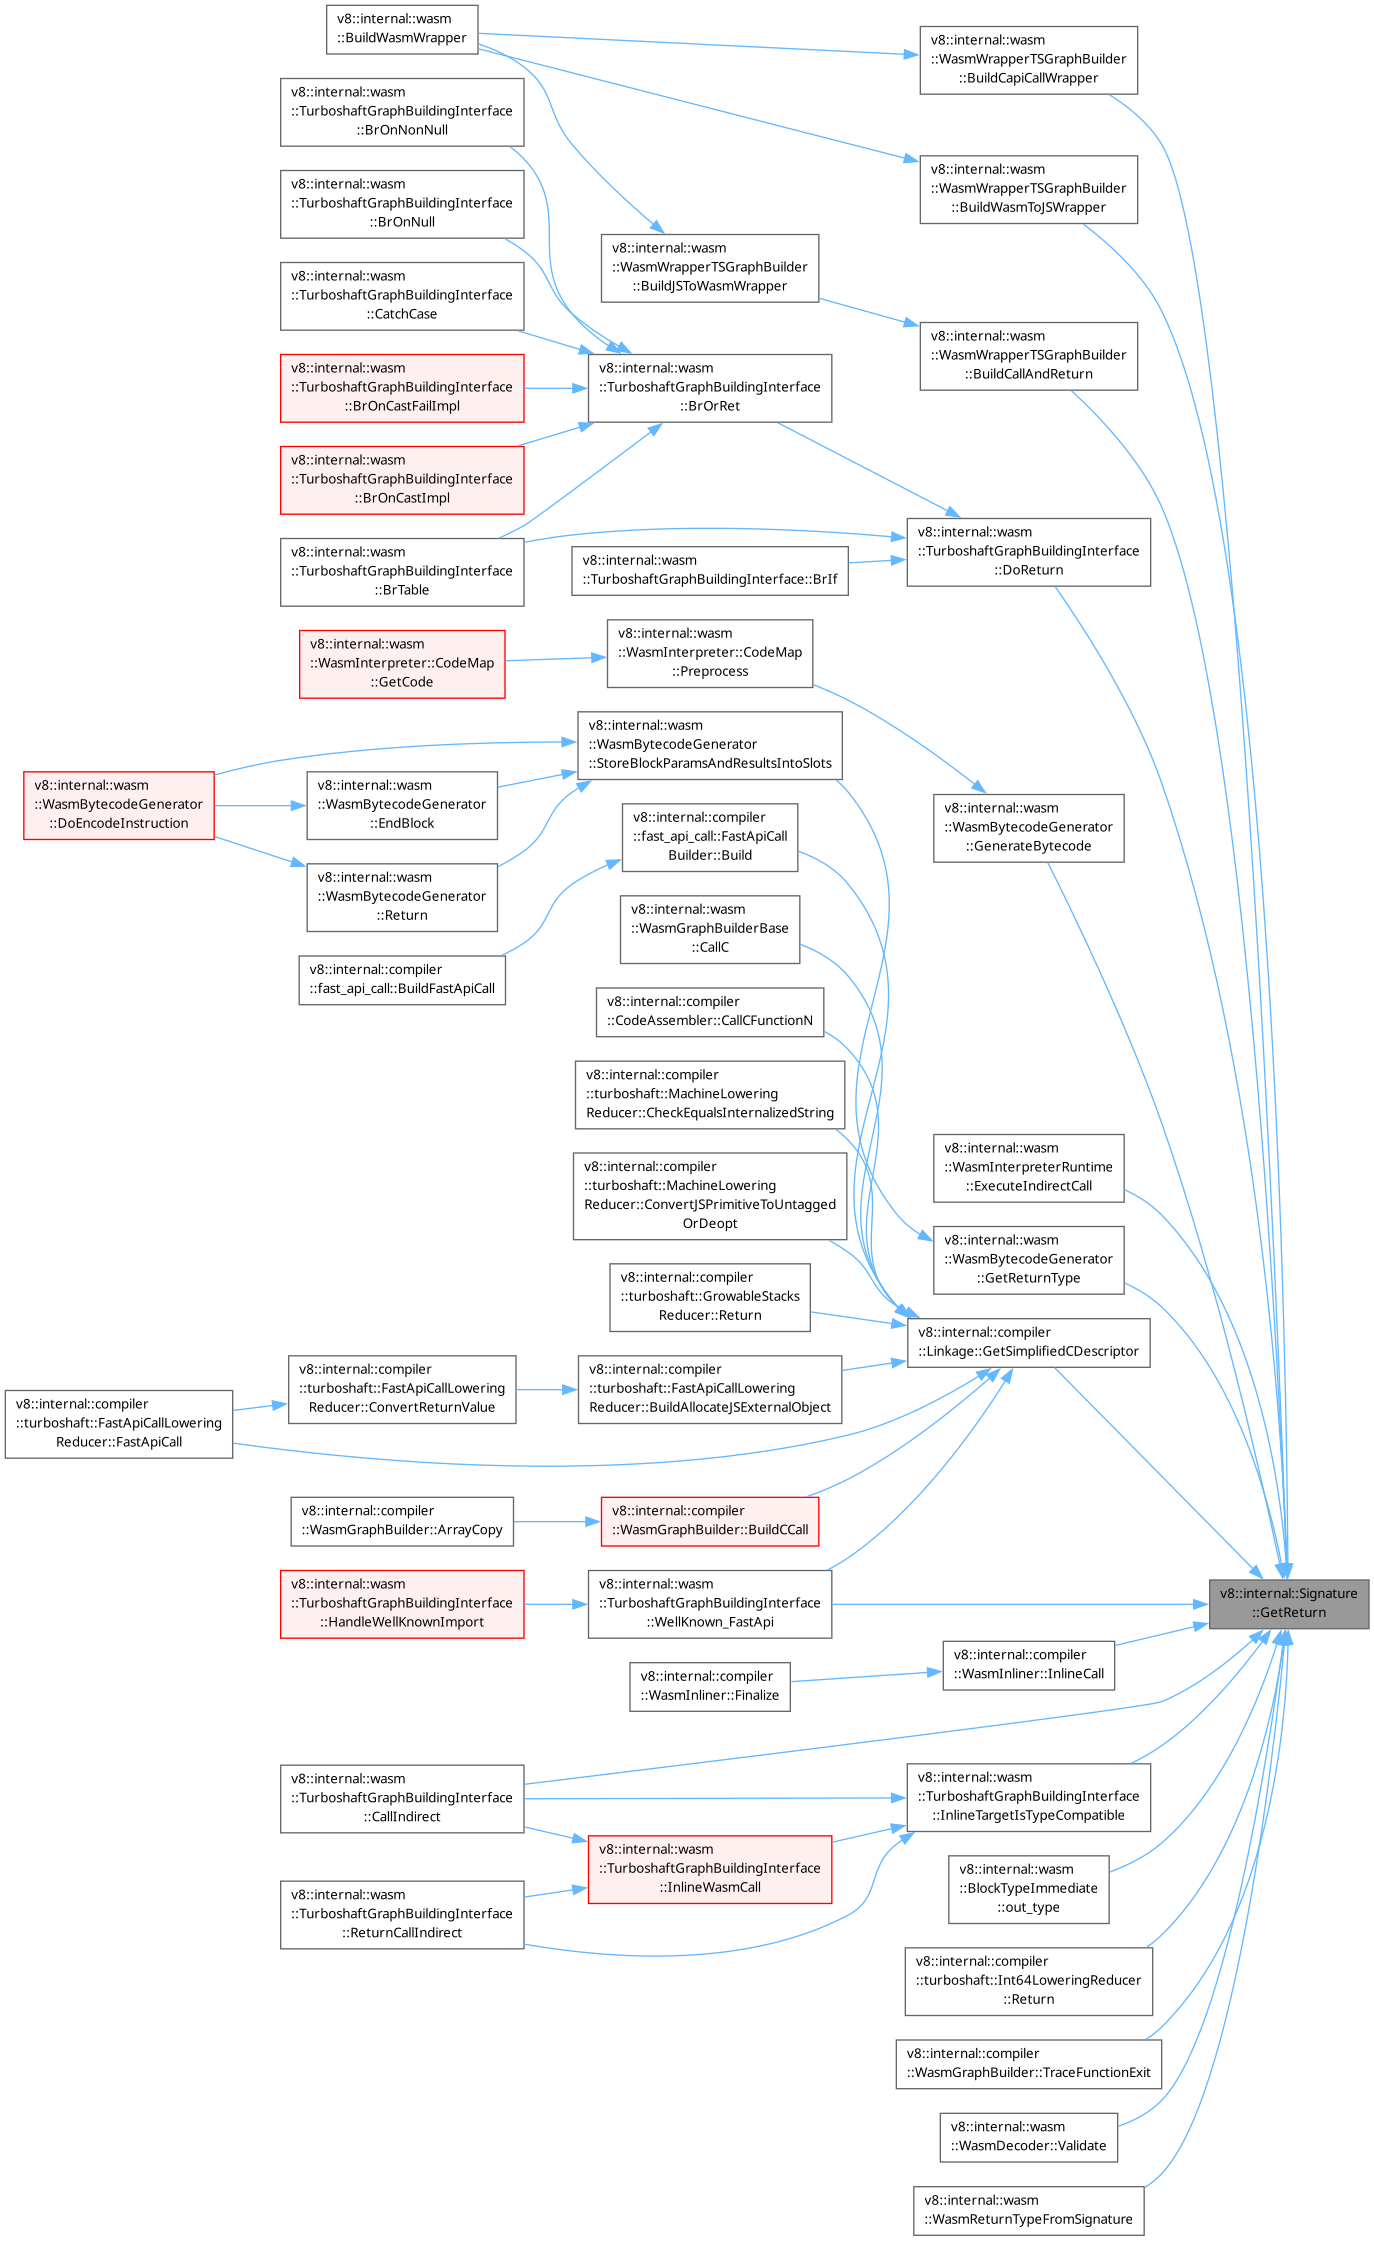 v8::internal::wasm
::BuildWasmWrapper
v8::internal::wasm
::WasmWrapperTSGraphBuilder
::BuildCapiCallWrapper
v8::internal::wasm
::TurboshaftGraphBuildingInterface
::BrOnNonNull
v8::internal::wasm
::WasmWrapperTSGraphBuilder
::BuildWasmToJSWrapper
v8::internal::wasm
::TurboshaftGraphBuildingInterface
::BrOnNull
v8::internal::wasm
::WasmWrapperTSGraphBuilder
::BuildJSToWasmWrapper
v8::internal::wasm
::TurboshaftGraphBuildingInterface
::CatchCase
v8::internal::wasm
::WasmWrapperTSGraphBuilder
::BuildCallAndReturn
v8::internal::wasm
::TurboshaftGraphBuildingInterface
::BrOnCastFailImpl
v8::internal::wasm
::TurboshaftGraphBuildingInterface
::BrOrRet
v8::internal::wasm
::TurboshaftGraphBuildingInterface
::BrOnCastImpl
v8::internal::wasm
::TurboshaftGraphBuildingInterface
::DoReturn
v8::internal::wasm
::TurboshaftGraphBuildingInterface
::BrTable
v8::internal::wasm
::TurboshaftGraphBuildingInterface::BrIf
v8::internal::wasm
::WasmInterpreter::CodeMap
::GetCode
v8::internal::wasm
::WasmInterpreter::CodeMap
::Preprocess
v8::internal::wasm
::WasmBytecodeGenerator
::StoreBlockParamsAndResultsIntoSlots
v8::internal::wasm
::WasmBytecodeGenerator
::DoEncodeInstruction
v8::internal::wasm
::WasmBytecodeGenerator
::EndBlock
v8::internal::wasm
::WasmBytecodeGenerator
::GenerateBytecode
v8::internal::compiler
::fast_api_call::FastApiCall
Builder::Build
v8::internal::wasm
::WasmBytecodeGenerator
::Return
v8::internal::wasm
::WasmGraphBuilderBase
::CallC
v8::internal::compiler
::fast_api_call::BuildFastApiCall
v8::internal::compiler
::CodeAssembler::CallCFunctionN
v8::internal::compiler
::turboshaft::MachineLowering
Reducer::CheckEqualsInternalizedString
v8::internal::wasm
::WasmInterpreterRuntime
::ExecuteIndirectCall
v8::internal::compiler
::turboshaft::MachineLowering
Reducer::ConvertJSPrimitiveToUntagged
OrDeopt
v8::internal::wasm
::WasmBytecodeGenerator
::GetReturnType
v8::internal::compiler
::turboshaft::GrowableStacks
Reducer::Return
v8::internal::compiler
::Linkage::GetSimplifiedCDescriptor
v8::internal::compiler
::turboshaft::FastApiCallLowering
Reducer::FastApiCall
v8::internal::compiler
::turboshaft::FastApiCallLowering
Reducer::ConvertReturnValue
v8::internal::compiler
::turboshaft::FastApiCallLowering
Reducer::BuildAllocateJSExternalObject
v8::internal::compiler
::WasmGraphBuilder::ArrayCopy
v8::internal::compiler
::WasmGraphBuilder::BuildCCall
v8::internal::wasm
::TurboshaftGraphBuildingInterface
::HandleWellKnownImport
v8::internal::wasm
::TurboshaftGraphBuildingInterface
::WellKnown_FastApi
v8::internal::Signature
::GetReturn
v8::internal::compiler
::WasmInliner::Finalize
v8::internal::compiler
::WasmInliner::InlineCall
v8::internal::wasm
::TurboshaftGraphBuildingInterface
::CallIndirect
v8::internal::wasm
::TurboshaftGraphBuildingInterface
::InlineTargetIsTypeCompatible
v8::internal::wasm
::TurboshaftGraphBuildingInterface
::InlineWasmCall
v8::internal::wasm
::BlockTypeImmediate
::out_type
v8::internal::wasm
::TurboshaftGraphBuildingInterface
::ReturnCallIndirect
v8::internal::compiler
::turboshaft::Int64LoweringReducer
::Return
v8::internal::compiler
::WasmGraphBuilder::TraceFunctionExit
v8::internal::wasm
::WasmDecoder::Validate
v8::internal::wasm
::WasmReturnTypeFromSignature